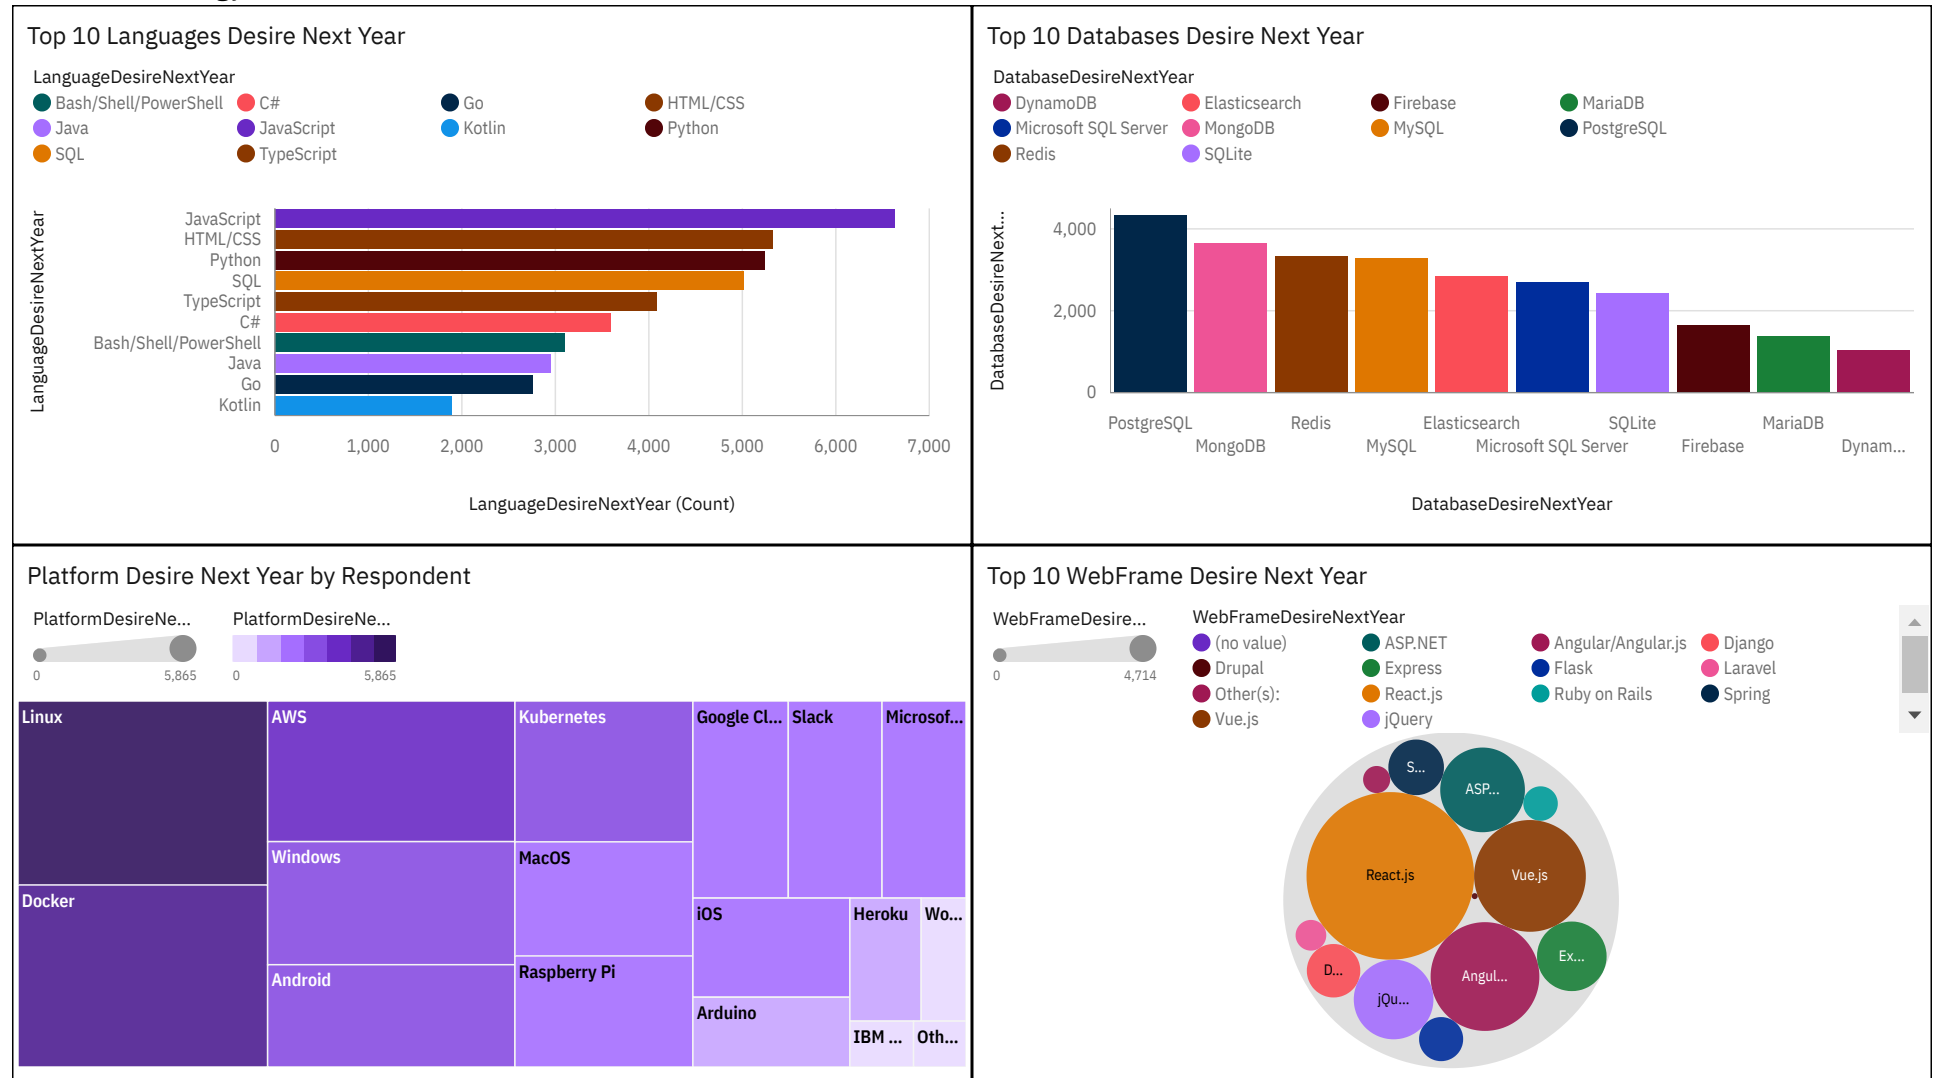 Top 10 Languages Desire Next Year
LanguageDesireNextYear
Bash/Shell/PowerShell C# Go HTML/CSS
Java JavaScript Kotlin Python
SQL TypeScript
LanguageDesireNextYear
JavaScript
HTML/CSS
Python
SQL
TypeScript
C#
Bash/Shell/PowerShell
Java
Go
Kotlin
0 1,000 2,000 3,000 4,000 5,000 6,000 7,000
LanguageDesireNextYear (Count)
Top 10 Databases Desire Next Year
DatabaseDesireNextYear
DynamoDB Elasticsearch Firebase MariaDB
Microsoft SQL Server MongoDB MySQL PostgreSQL
Redis SQLite
DatabaseDesireNext...
4,000
2,000
0
PostgreSQL Redis Elasticsearch SQLite MariaDB
MongoDB MySQL Microsoft SQL Server Firebase Dynam...
DatabaseDesireNextYear
Platform Desire Next Year by Respondent
PlatformDesireNe... PlatformDesireNe...
0 5,865 0 5,865
Linux AWS Kubernetes Google Cl... Slack Microsof...
Windows MacOS
Docker iOS Heroku Wo...
Android Raspberry Pi
Arduino IBM ... Oth...
Top 10 WebFrame Desire Next Year
WebFrameDesire... WebFrameDesireNextYear
0 4,714
(no value) ASP.NET Angular/Angular.js Django
Drupal Express Flask Laravel
Other(s): React.js Ruby on Rails Spring
Vue.js jQuery
S...
ASP...
React.js Vue.js
Ex...
D... Angul...
jQu...